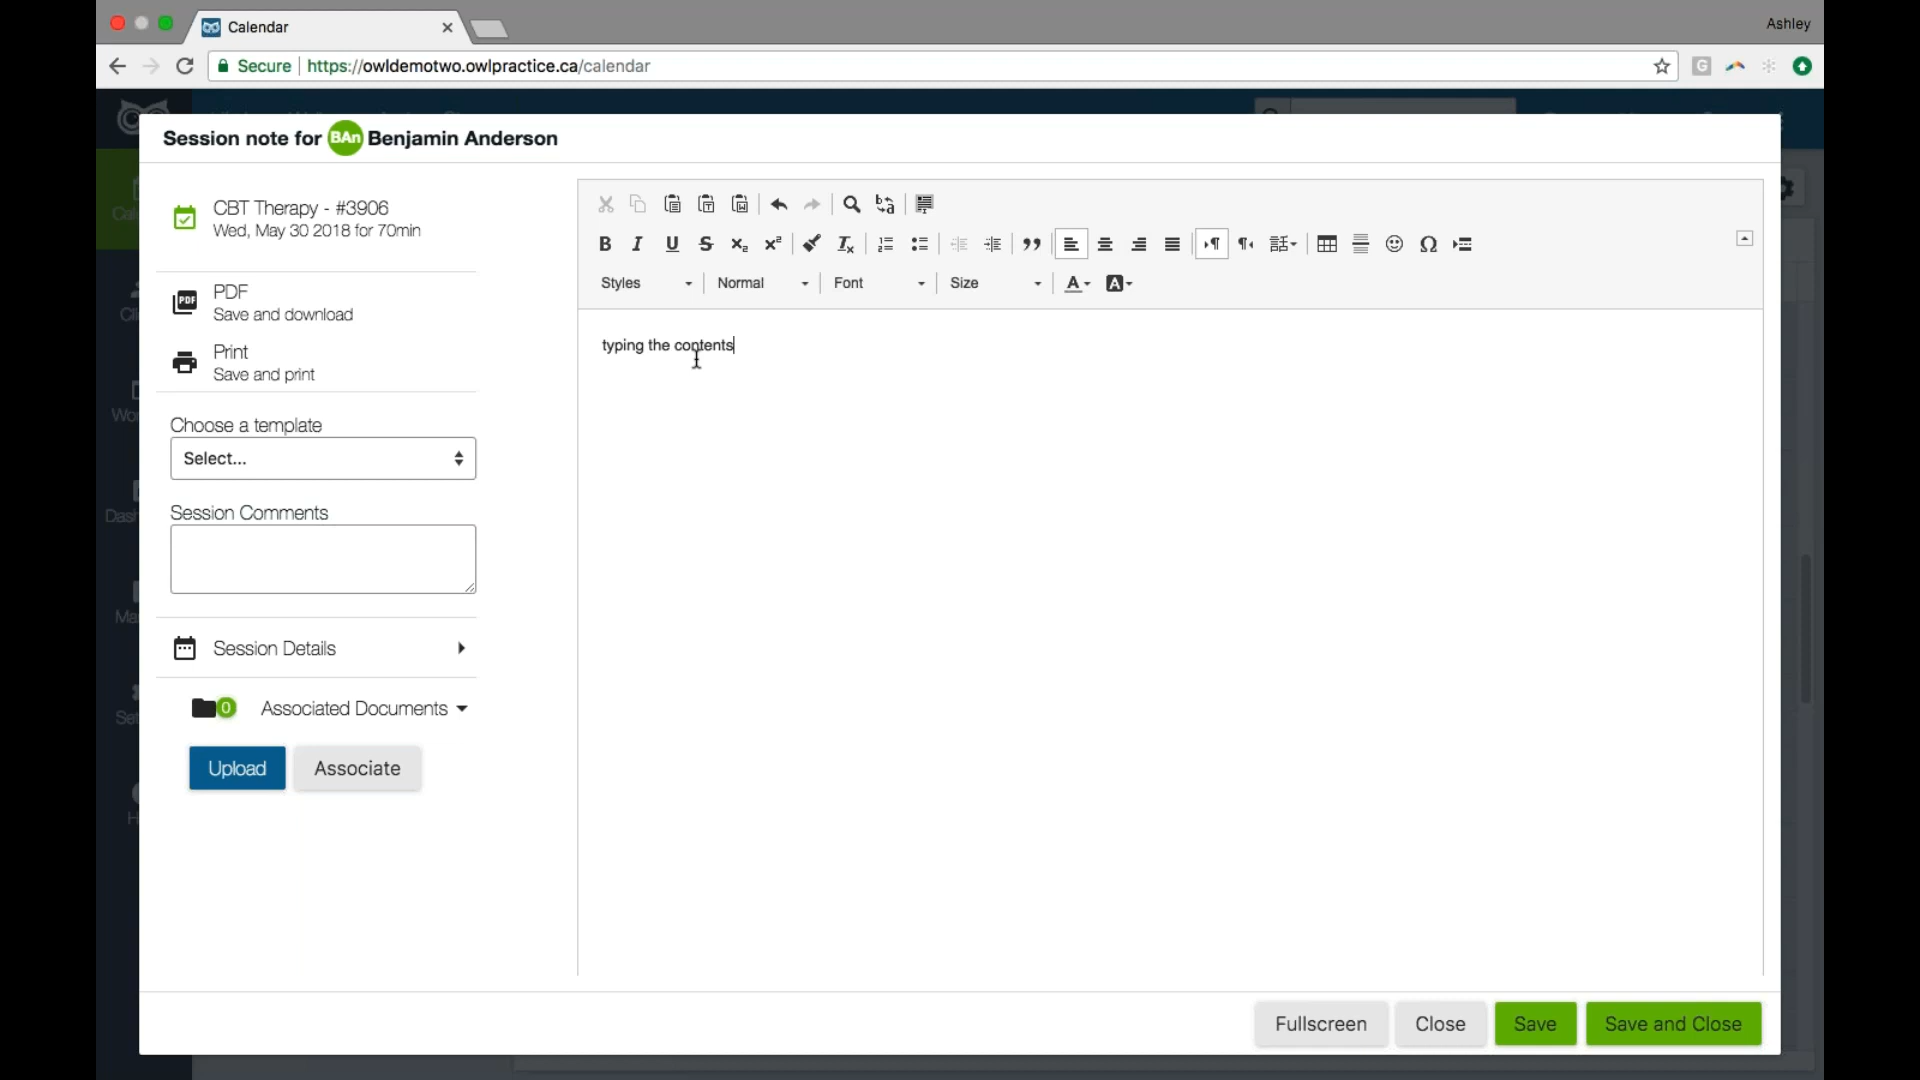 Calendar
Ashley
Secure https://owldemotwo.owlpractice.ca/calendar
Session note for BAn Benjamin Anderson
CBT Therapy - #3906
Wed, May 30 2018 for 70min
PDF
Save and download
Print
Save and print
Choose a template
Select...
Session Comments
Session Details
0 Associated Documents
Upload Associate
Styles Normal Font Size
typing the contents
Fullscreen Close Save Save and Close